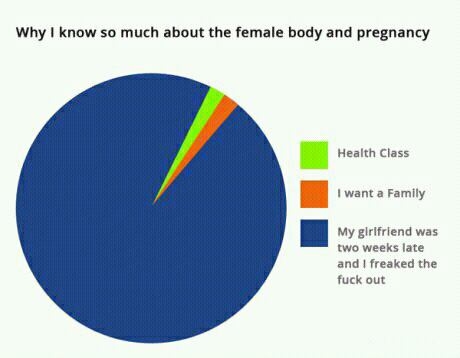 Why I know so much about the female body and pregnancy
Health Class
I want a Family
My girlfriend was
two weeks late
and I freaked the
fuck out